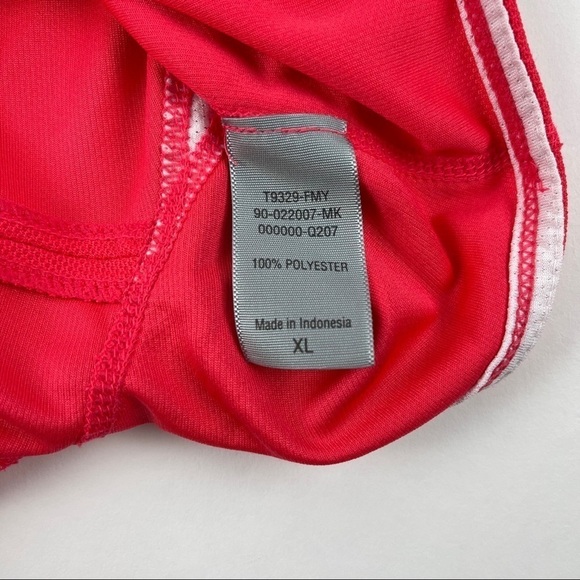 T9329-FMY
90-022007-MK
000000-Q207
100% POLYESTER
Made in Indonesia
XL